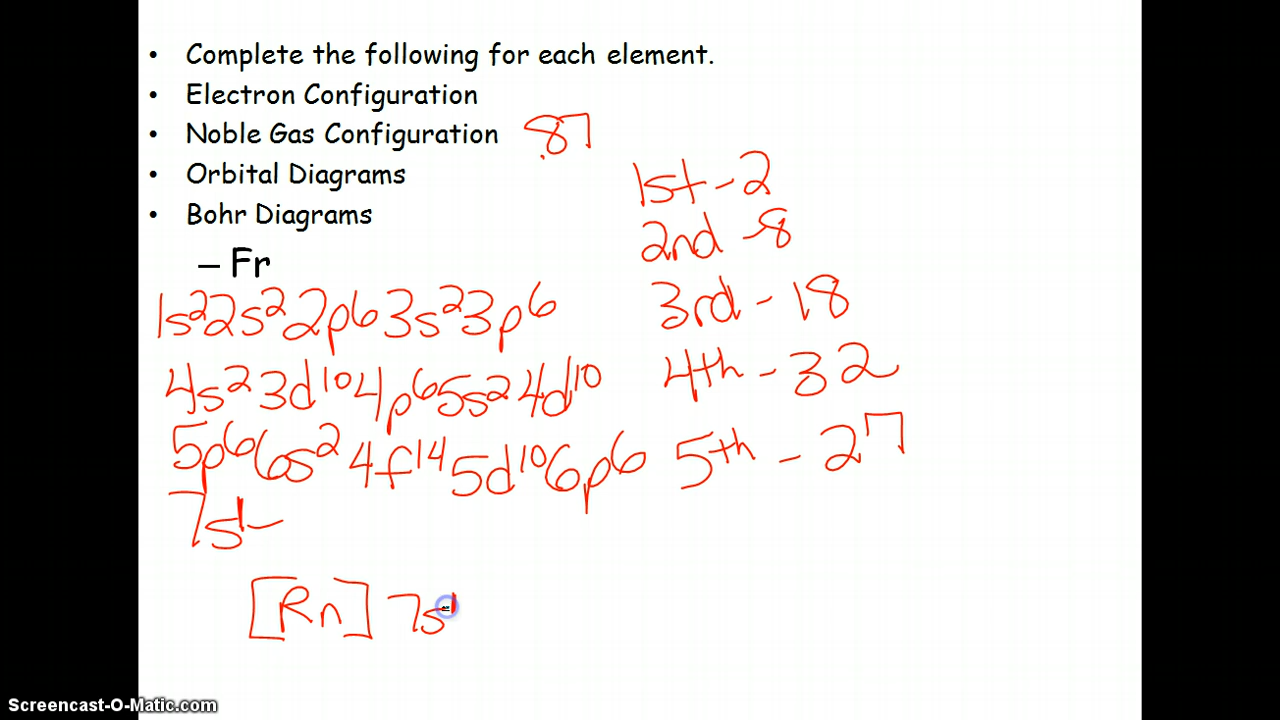 • Complete the following for each element.
• Electron Configuration
• Noble Gas Configuration
87
• Orbital Diagrams
• Bohr Diagrams
– Fr
1st - 2
2nd - 8
3rd - 18
4th - 32
5th - 27
1s²2s²2p⁶3s²3p⁶
4s²3d¹⁰4p⁶5s²4d¹⁰
5p⁶6s²4f¹⁴5d¹⁰6p⁶
7s¹
[Rn] 7s¹
Screencast-O-Matic.com